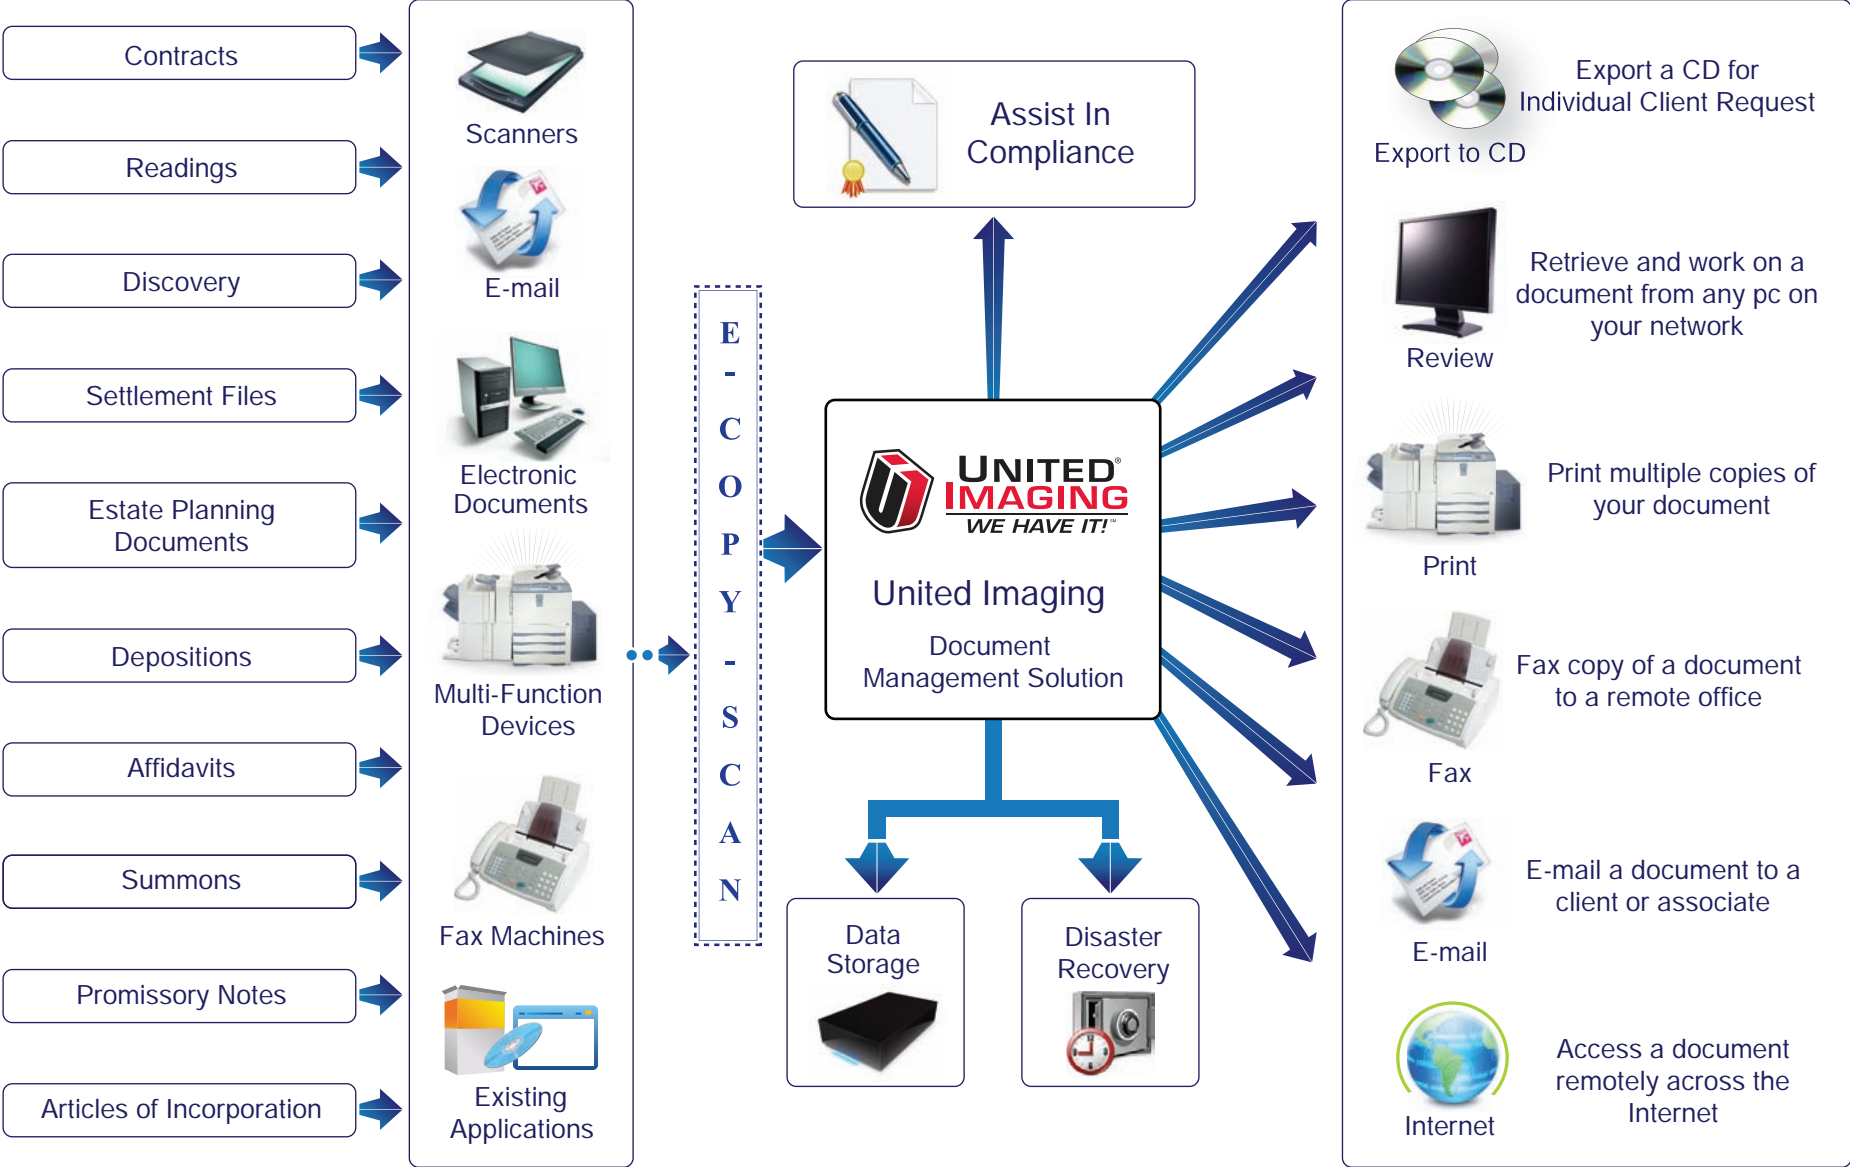 Contracts
Readings
Discovery
Settlement Files
Estate Planning
Documents
Depositions
Affidavits
Summons
Promissory Notes
Articles of Incorporation
Scanners
E-mail
Electronic
Documents
Multi-Function
Devices
Fax Machines
Existing
Applications
E-COPY-SCAN
Assist In
Compliance
UNITED®
IMAGING
WE HAVE IT!™
United Imaging
Document
Management Solution
Data
Storage
Disaster
Recovery
Export to CD
Export a CD for
Individual Client Request
Review
Retrieve and work on a
document from any pc on
your network
Print
Print multiple copies of
your document
Fax
Fax copy of a document
to a remote office
E-mail
E-mail a document to a
client or associate
Internet
Access a document
remotely across the
Internet